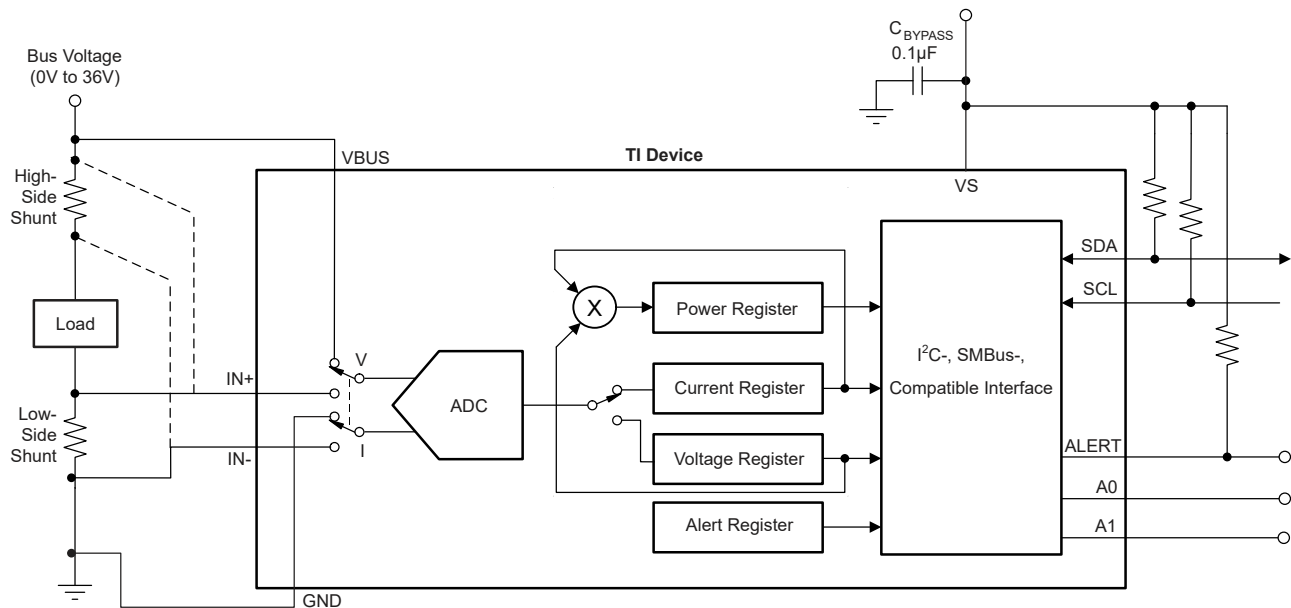 C_BYPASS
0.1µF
Bus Voltage
(0V to 36V)
TI Device
VBUS
VS
High-
Side
Shunt
SDA
SCL
Power Register
X
Load
I²C-, SMBus-,
Compatible Interface
V
IN+
ADC
Current Register
Low-
Side
Shunt
I
IN-
Voltage Register
ALERT
A0
Alert Register
A1
GND